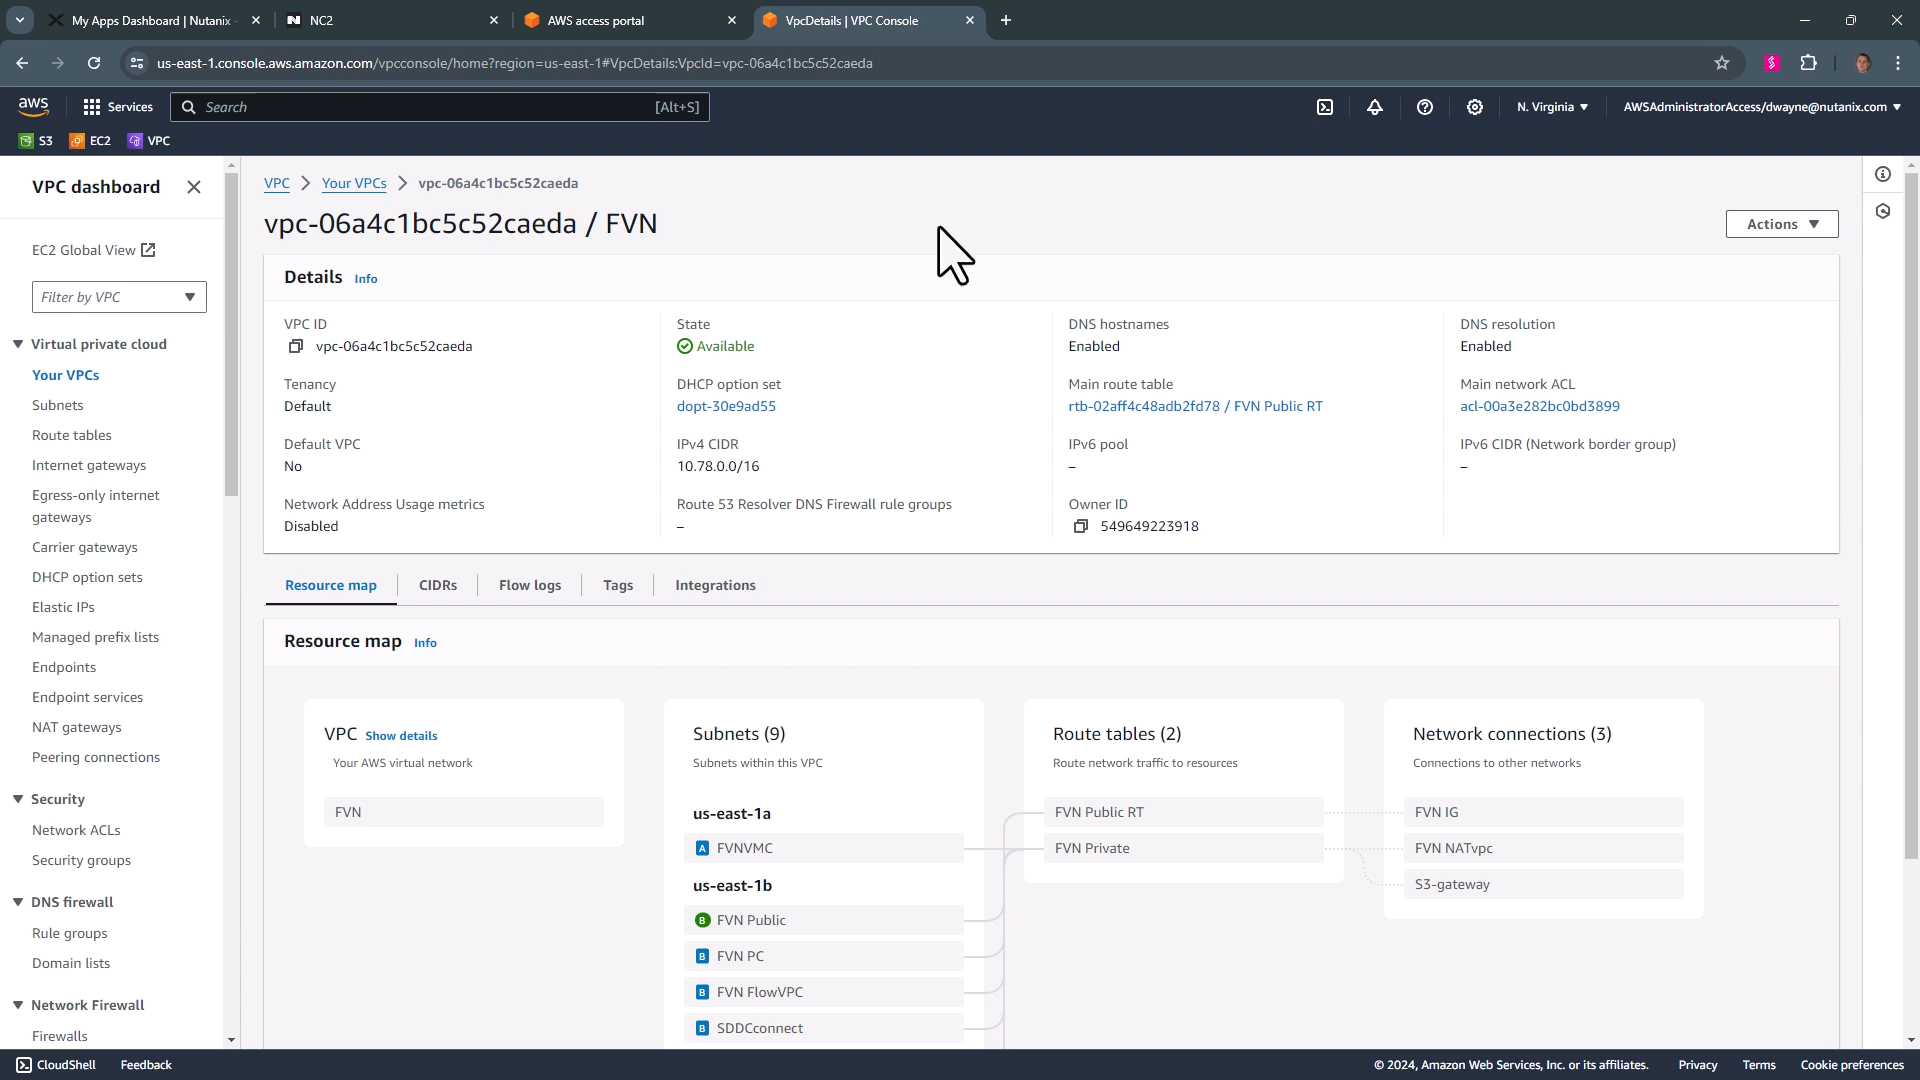 My Apps Dashboard | Nutanix
NC2
AWS access portal
VpcDetails | VPC Console
us-east-1.console.aws.amazon.com/vpcconsole/home?region=us-east-1#VpcDetails:VpcId=vpc-06a4c1bc5c52caeda
aws
Services
Search
[Alt+S]
N. Virginia
AWSAdministratorAccess/dwayne@nutanix.com
S3
EC2
VPC
VPC dashboard
EC2 Global View
Filter by VPC
Virtual private cloud
Your VPCs
Subnets
Route tables
Internet gateways
Egress-only internet
gateways
Carrier gateways
DHCP option sets
Elastic IPs
Managed prefix lists
Endpoints
Endpoint services
NAT gateways
Peering connections
Security
Network ACLs
Security groups
DNS firewall
Rule groups
Domain lists
Network Firewall
Firewalls
VPC
Your VPCs
vpc-06a4c1bc5c52caeda
vpc-06a4c1bc5c52caeda / FVN
Actions
Details Info
VPC ID
vpc-06a4c1bc5c52caeda
State
Available
DNS hostnames
Enabled
DNS resolution
Enabled
Tenancy
Default
DHCP option set
dopt-30e9ad55
Main route table
rtb-02aff4c48adb2fd78 / FVN Public RT
Main network ACL
acl-00a3e282bc0bd3899
Default VPC
No
IPv4 CIDR
10.78.0.0/16
IPv6 pool
–
IPv6 CIDR (Network border group)
–
Network Address Usage metrics
Disabled
Route 53 Resolver DNS Firewall rule groups
–
Owner ID
549649223918
Resource map
CIDRs
Flow logs
Tags
Integrations
Resource map Info
VPC Show details
Your AWS virtual network
FVN
Subnets (9)
Subnets within this VPC
us-east-1a
A FVNVMC
us-east-1b
B FVN Public
B FVN PC
B FVN FlowVPC
B SDDCconnect
Route tables (2)
Route network traffic to resources
FVN Public RT
FVN Private
Network connections (3)
Connections to other networks
FVN IG
FVN NATvpc
S3-gateway
CloudShell
Feedback
© 2024, Amazon Web Services, Inc. or its affiliates.
Privacy
Terms
Cookie preferences